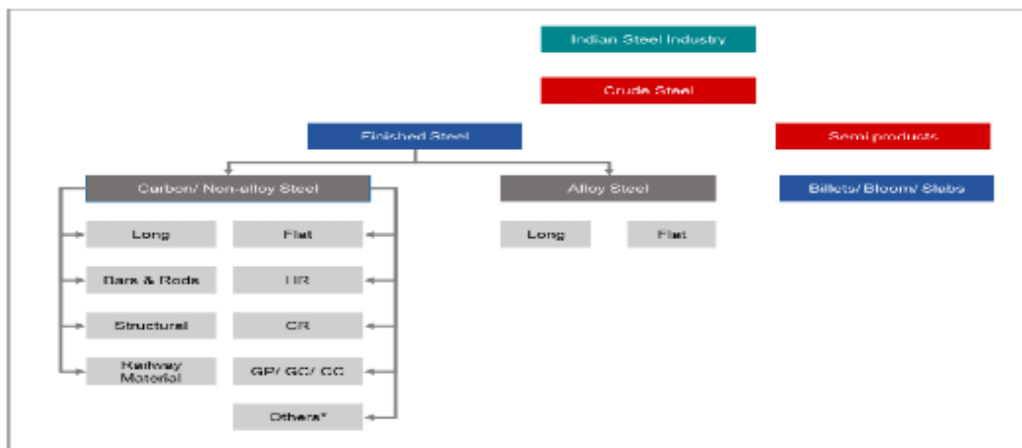 Indian Steel Industry
Crude Steel
Finished Steel
Semi products
Carbon/ Non-alloy Steel
Alloy Steel
Billets/ Bloom/ Slabs
Long
Flat
Long
Flat
Bars & Rods
HR
Structural
CR
Railway
Material
GP/ GC/ CC
Others*